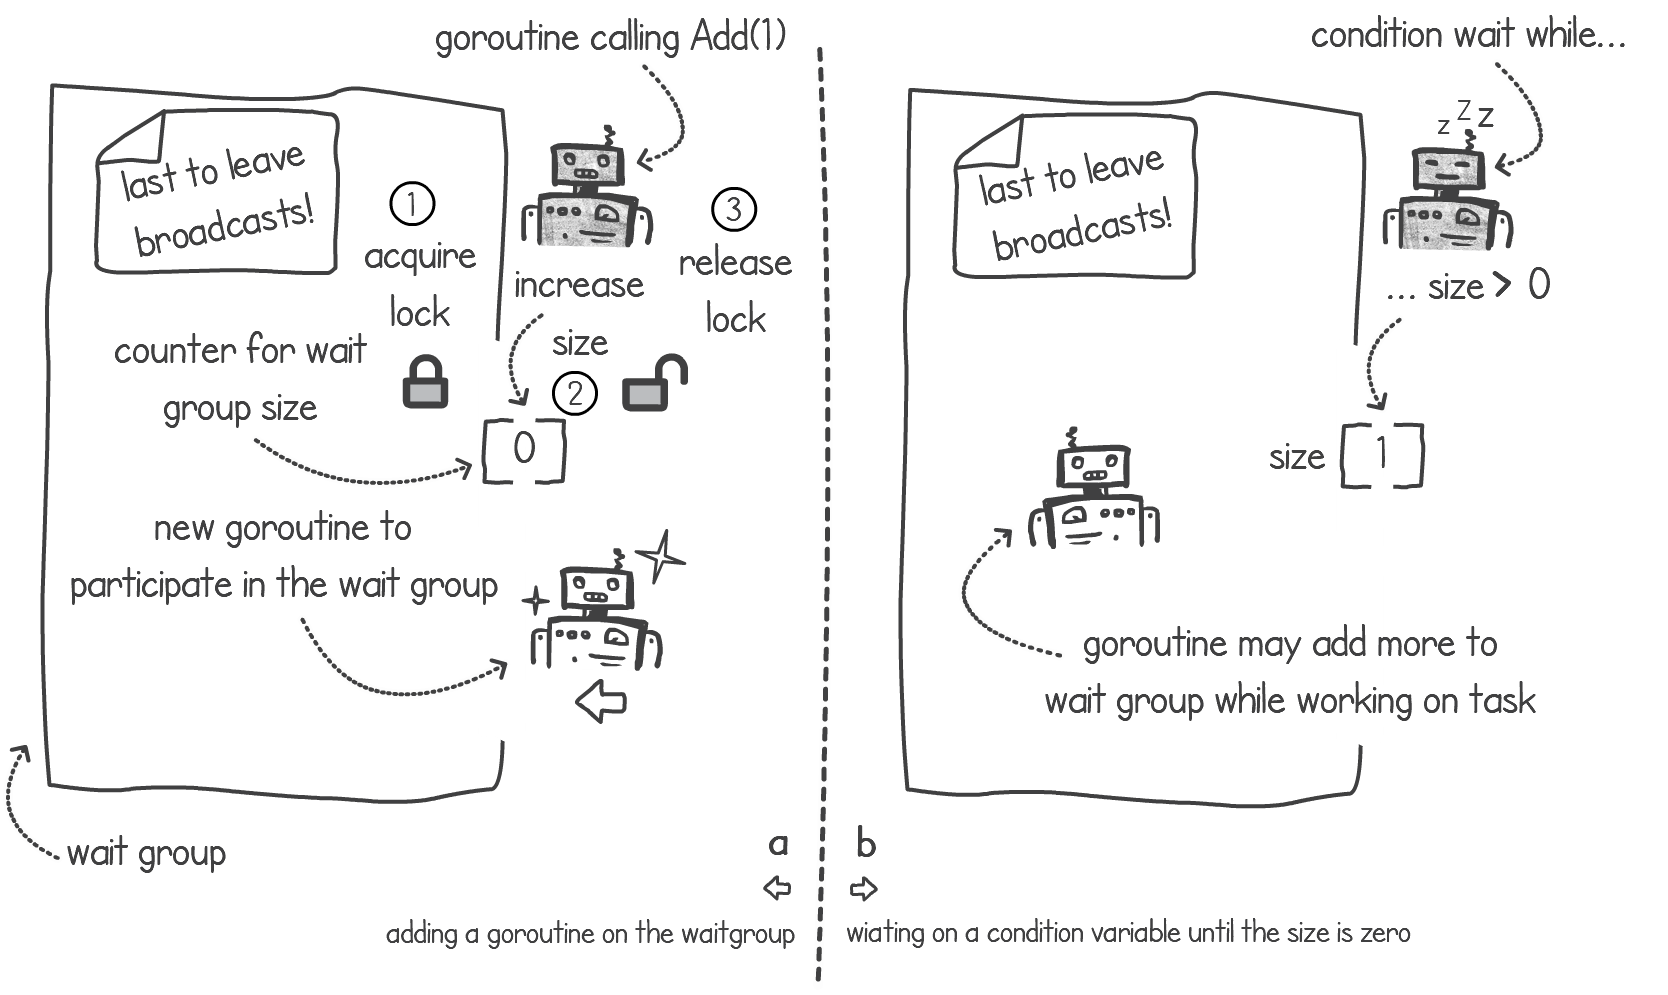 goroutine calling Add(1)
last to leave
broadcasts!
1
acquire
lock
increase
size
2
3
release
lock
counter for wait
group size
0
new goroutine to
participate in the wait group
wait group
a
adding a goroutine on the waitgroup
condition wait while...
z z z
last to leave
broadcasts!
... size > 0
size
1
goroutine may add more to
wait group while working on task
b
wiating on a condition variable until the size is zero